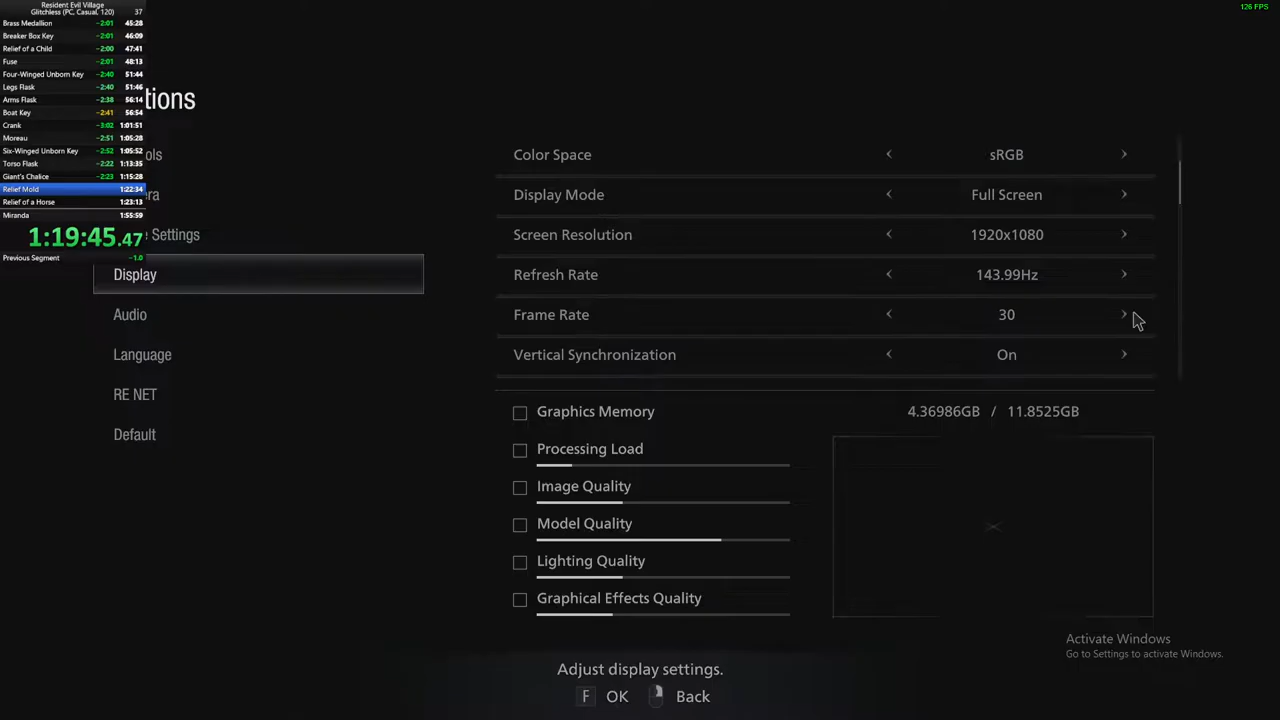 Resident Evil Village
Glitchless (PC, Casual, 120) 37
Brass Medallion -2:01 45:28
Breaker Box Key -2:01 46:09
Relief of a Child -2:00 47:41
Fuse -2:01 48:13
Four-Winged Unborn Key -2:40 51:44
Legs Flask -2:40 51:46
Arms Flask -2:38 56:14
Boat Key -2:41 56:54
Crank -3:02 1:01:51
Moreau -2:51 1:05:28
Six-Winged Unborn Key -2:52 1:05:52
Torso Flask -2:22 1:13:35
Giant's Chalice -2:23 1:15:28
Relief Mold 1:22:34
Relief of a Horse 1:23:13
Miranda 1:55:59
1:19:45.47
Previous Segment -1.0
126 FPS
tions
ols
era
e Settings
Display
Audio
Language
RE NET
Default
Color Space < sRGB >
Display Mode < Full Screen >
Screen Resolution < 1920x1080 >
Refresh Rate < 143.99Hz >
Frame Rate < 30 >
Vertical Synchronization < On >
Graphics Memory 4.36986GB / 11.8525GB
Processing Load
Image Quality
Model Quality
Lighting Quality
Graphical Effects Quality
Activate Windows
Go to Settings to activate Windows.
Adjust display settings.
F OK Back